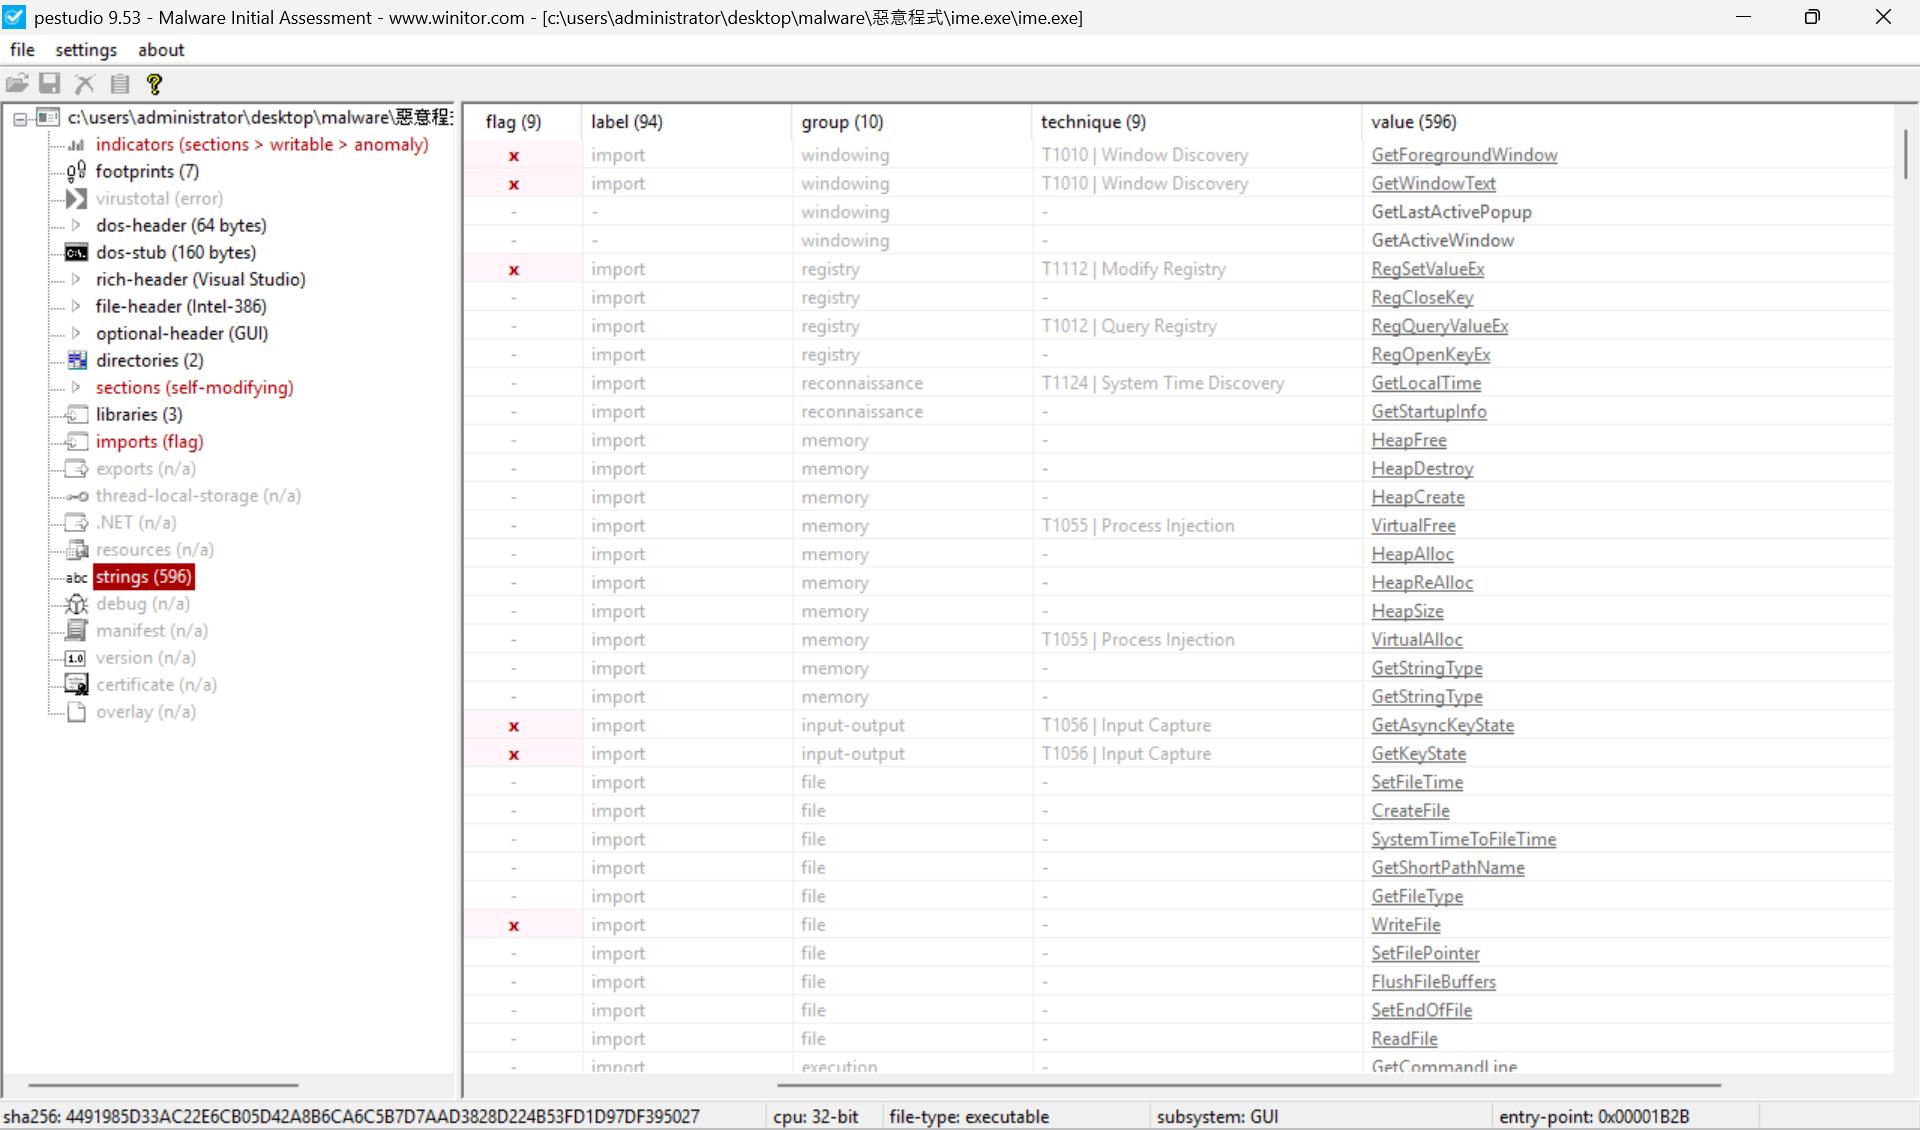 pestudio 9.53 - Malware Initial Assessment - www.winitor.com - [c:\users\administrator\desktop\malware\惡意程式\ime.exe\ime.exe]
file settings about
c:\users\administrator\desktop\malware\惡意程
indicators (sections > writable > anomaly)
footprints (7)
virustotal (error)
dos-header (64 bytes)
dos-stub (160 bytes)
rich-header (Visual Studio)
file-header (Intel-386)
optional-header (GUI)
directories (2)
sections (self-modifying)
libraries (3)
imports (flag)
exports (n/a)
thread-local-storage (n/a)
.NET (n/a)
resources (n/a)
abc strings (596)
debug (n/a)
manifest (n/a)
1.0 version (n/a)
certificate (n/a)
overlay (n/a)
flag (9) label (94) group (10) technique (9) value (596)
x import windowing T1010 | Window Discovery GetForegroundWindow
x import windowing T1010 | Window Discovery GetWindowText
- - windowing - GetLastActivePopup
- - windowing - GetActiveWindow
x import registry T1112 | Modify Registry RegSetValueEx
- import registry - RegCloseKey
- import registry T1012 | Query Registry RegQueryValueEx
- import registry - RegOpenKeyEx
- import reconnaissance T1124 | System Time Discovery GetLocalTime
- import reconnaissance - GetStartupInfo
- import memory - HeapFree
- import memory - HeapDestroy
- import memory - HeapCreate
- import memory T1055 | Process Injection VirtualFree
- import memory - HeapAlloc
- import memory - HeapReAlloc
- import memory - HeapSize
- import memory T1055 | Process Injection VirtualAlloc
- import memory - GetStringType
- import memory - GetStringType
x import input-output T1056 | Input Capture GetAsyncKeyState
x import input-output T1056 | Input Capture GetKeyState
- import file - SetFileTime
- import file - CreateFile
- import file - SystemTimeToFileTime
- import file - GetShortPathName
- import file - GetFileType
x import file - WriteFile
- import file - SetFilePointer
- import file - FlushFileBuffers
- import file - SetEndOfFile
- import file - ReadFile
- import execution - GetCommandLine
sha256: 4491985D33AC22E6CB05D42A8B6CA6C5B7D7AAD3828D224B53FD1D97DF395027 cpu: 32-bit file-type: executable subsystem: GUI entry-point: 0x00001B2B